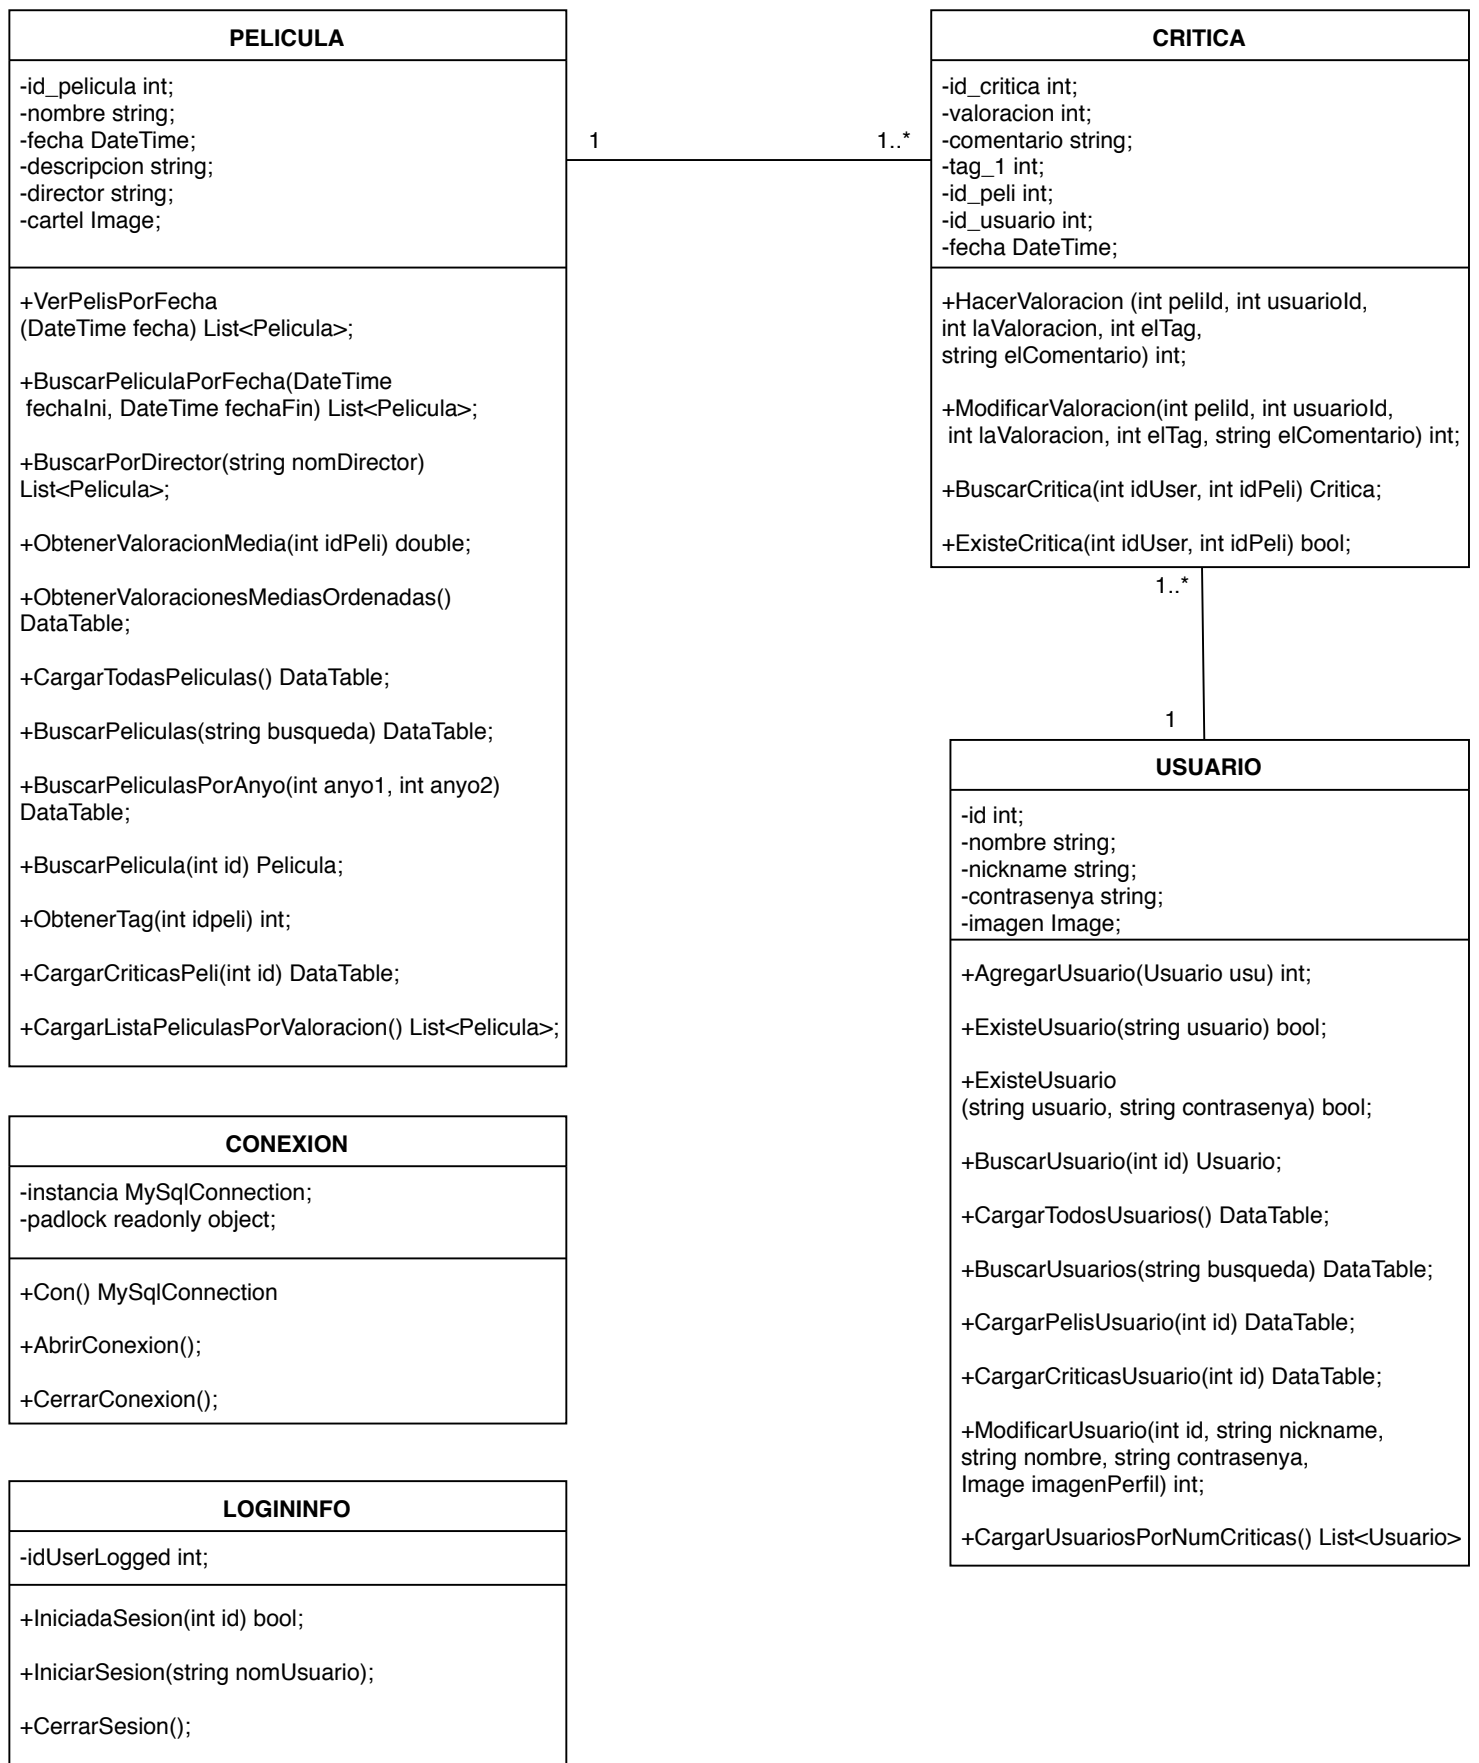 PELICULA
-id_pelicula int;
-nombre string;
-fecha DateTime;
-descripcion string;
-director string;
-cartel Image;
+VerPelisPorFecha
(DateTime fecha) List<Pelicula>;
+BuscarPeliculaPorFecha(DateTime
fechaIni, DateTime fechaFin) List<Pelicula>;
+BuscarPorDirector(string nomDirector)
List<Pelicula>;
+ObtenerValoracionMedia(int idPeli) double;
+ObtenerValoracionesMediasOrdenadas()
DataTable;
+CargarTodasPeliculas() DataTable;
+BuscarPeliculas(string busqueda) DataTable;
+BuscarPeliculasPorAnyo(int anyo1, int anyo2)
DataTable;
+BuscarPelicula(int id) Pelicula;
+ObtenerTag(int idpeli) int;
+CargarCriticasPeli(int id) DataTable;
+CargarListaPeliculasPorValoracion() List<Pelicula>;
1
1..*
CRITICA
-id_critica int;
-valoracion int;
-comentario string;
-tag_1 int;
-id_peli int;
-id_usuario int;
-fecha DateTime;
+HacerValoracion (int peliId, int usuarioId,
int laValoracion, int elTag,
string elComentario) int;
+ModificarValoracion(int peliId, int usuarioId,
int laValoracion, int elTag, string elComentario) int;
+BuscarCritica(int idUser, int idPeli) Critica;
+ExisteCritica(int idUser, int idPeli) bool;
1..*
1
USUARIO
-id int;
-nombre string;
-nickname string;
-contrasenya string;
-imagen Image;
+AgregarUsuario(Usuario usu) int;
+ExisteUsuario(string usuario) bool;
+ExisteUsuario
(string usuario, string contrasenya) bool;
+BuscarUsuario(int id) Usuario;
+CargarTodosUsuarios() DataTable;
+BuscarUsuarios(string busqueda) DataTable;
+CargarPelisUsuario(int id) DataTable;
+CargarCriticasUsuario(int id) DataTable;
+ModificarUsuario(int id, string nickname,
string nombre, string contrasenya,
Image imagenPerfil) int;
+CargarUsuariosPorNumCriticas() List<Usuario>
CONEXION
-instancia MySqlConnection;
-padlock readonly object;
+Con() MySqlConnection
+AbrirConexion();
+CerrarConexion();
LOGININFO
-idUserLogged int;
+IniciadaSesion(int id) bool;
+IniciarSesion(string nomUsuario);
+CerrarSesion();